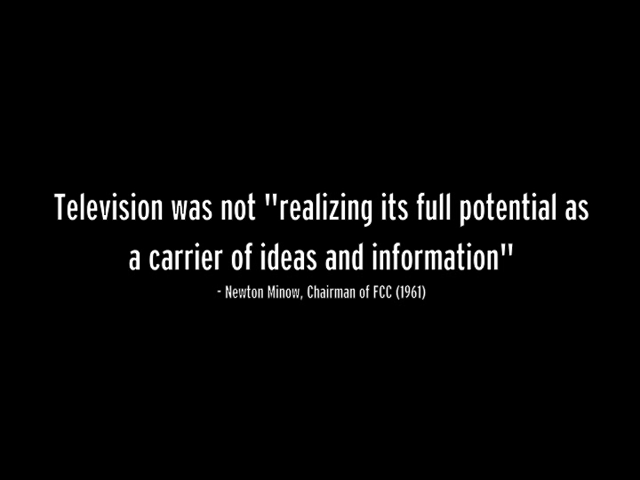 Television was not "realizing its full potential as
a carrier of ideas and information"
- Newton Minow, Chairman of FCC (1961)